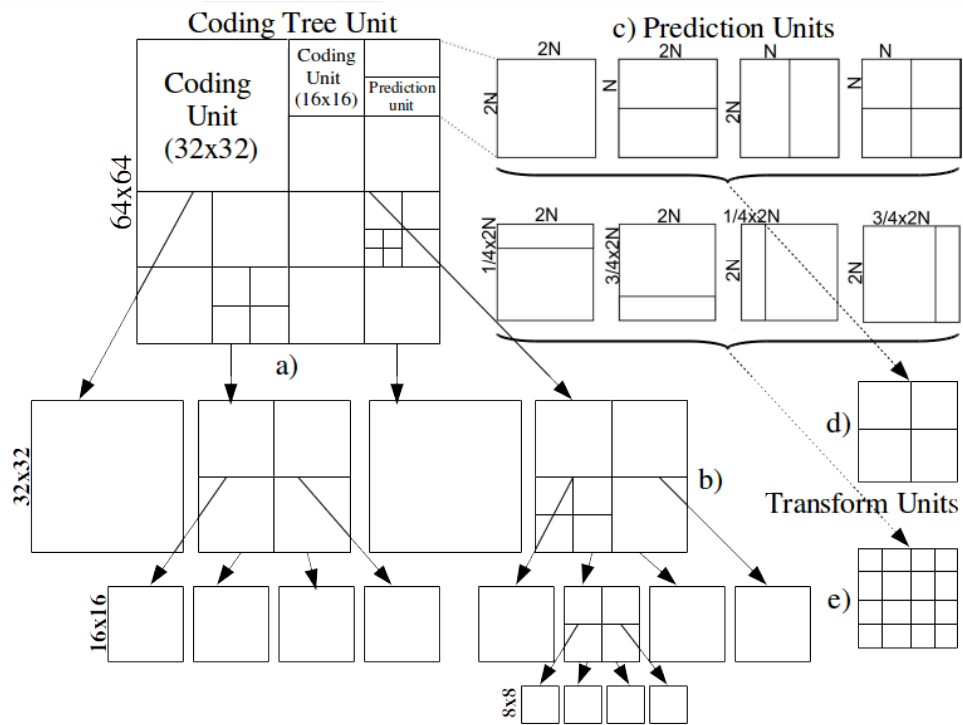 Coding Tree Unit
c) Prediction Units
Coding
Unit
(32x32)
Coding
Unit
(16x16)
Prediction
unit
64x64
2N
2N
2N
N
N
2N
N
N
2N
1/4x2N
2N
3/4x2N
1/4x2N
2N
3/4x2N
2N
a)
32x32
b)
d)
Transform Units
16x16
e)
8x8